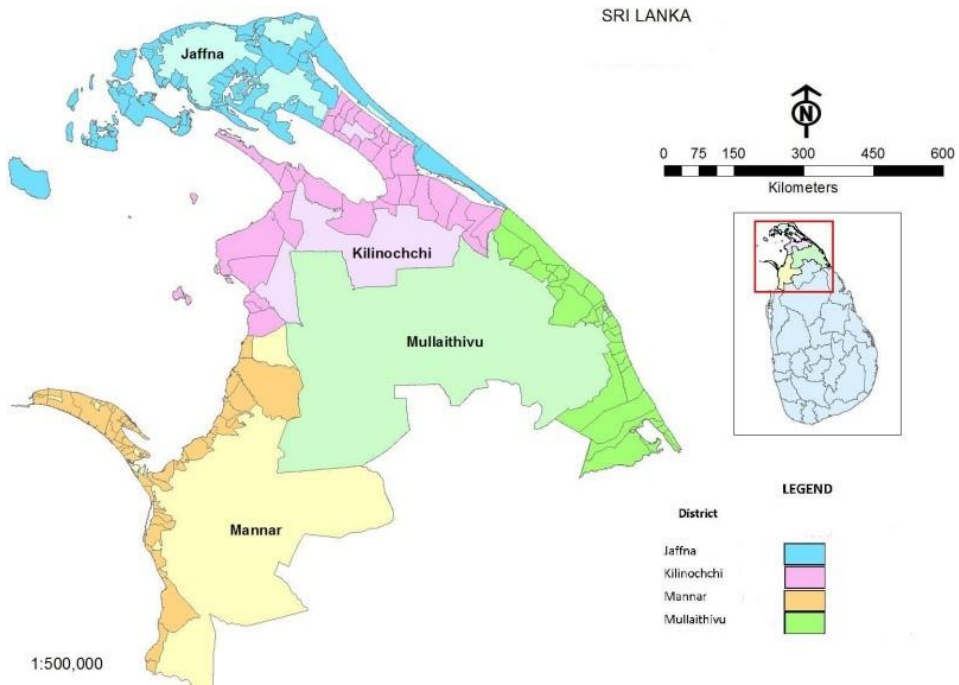 SRI LANKA
Jaffna
N
0 75 150 300 450 600
Kilometers
Kilinochchi
Mullaithivu
Mannar
LEGEND
District
Jaffna
Kilinochchi
Mannar
Mullaithivu
1:500,000